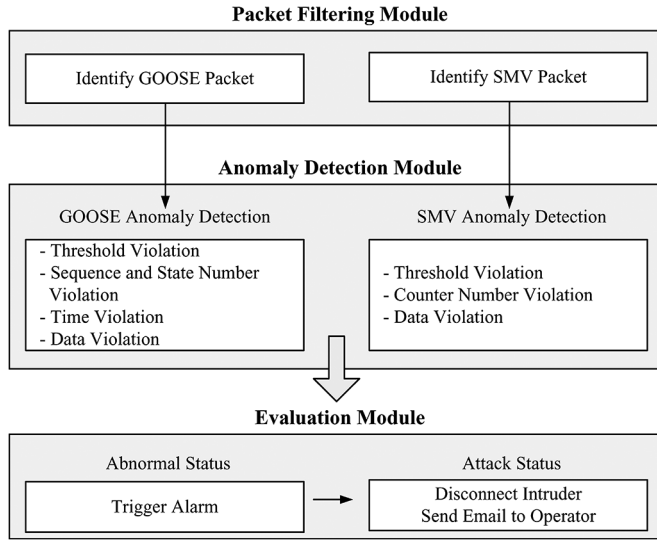 Packet Filtering Module
Identify GOOSE Packet
Identify SMV Packet
Anomaly Detection Module
GOOSE Anomaly Detection
- Threshold Violation
- Sequence and State Number
Violation
- Time Violation
- Data Violation
SMV Anomaly Detection
- Threshold Violation
- Counter Number Violation
- Data Violation
Evaluation Module
Abnormal Status
Trigger Alarm
Attack Status
Disconnect Intruder
Send Email to Operator